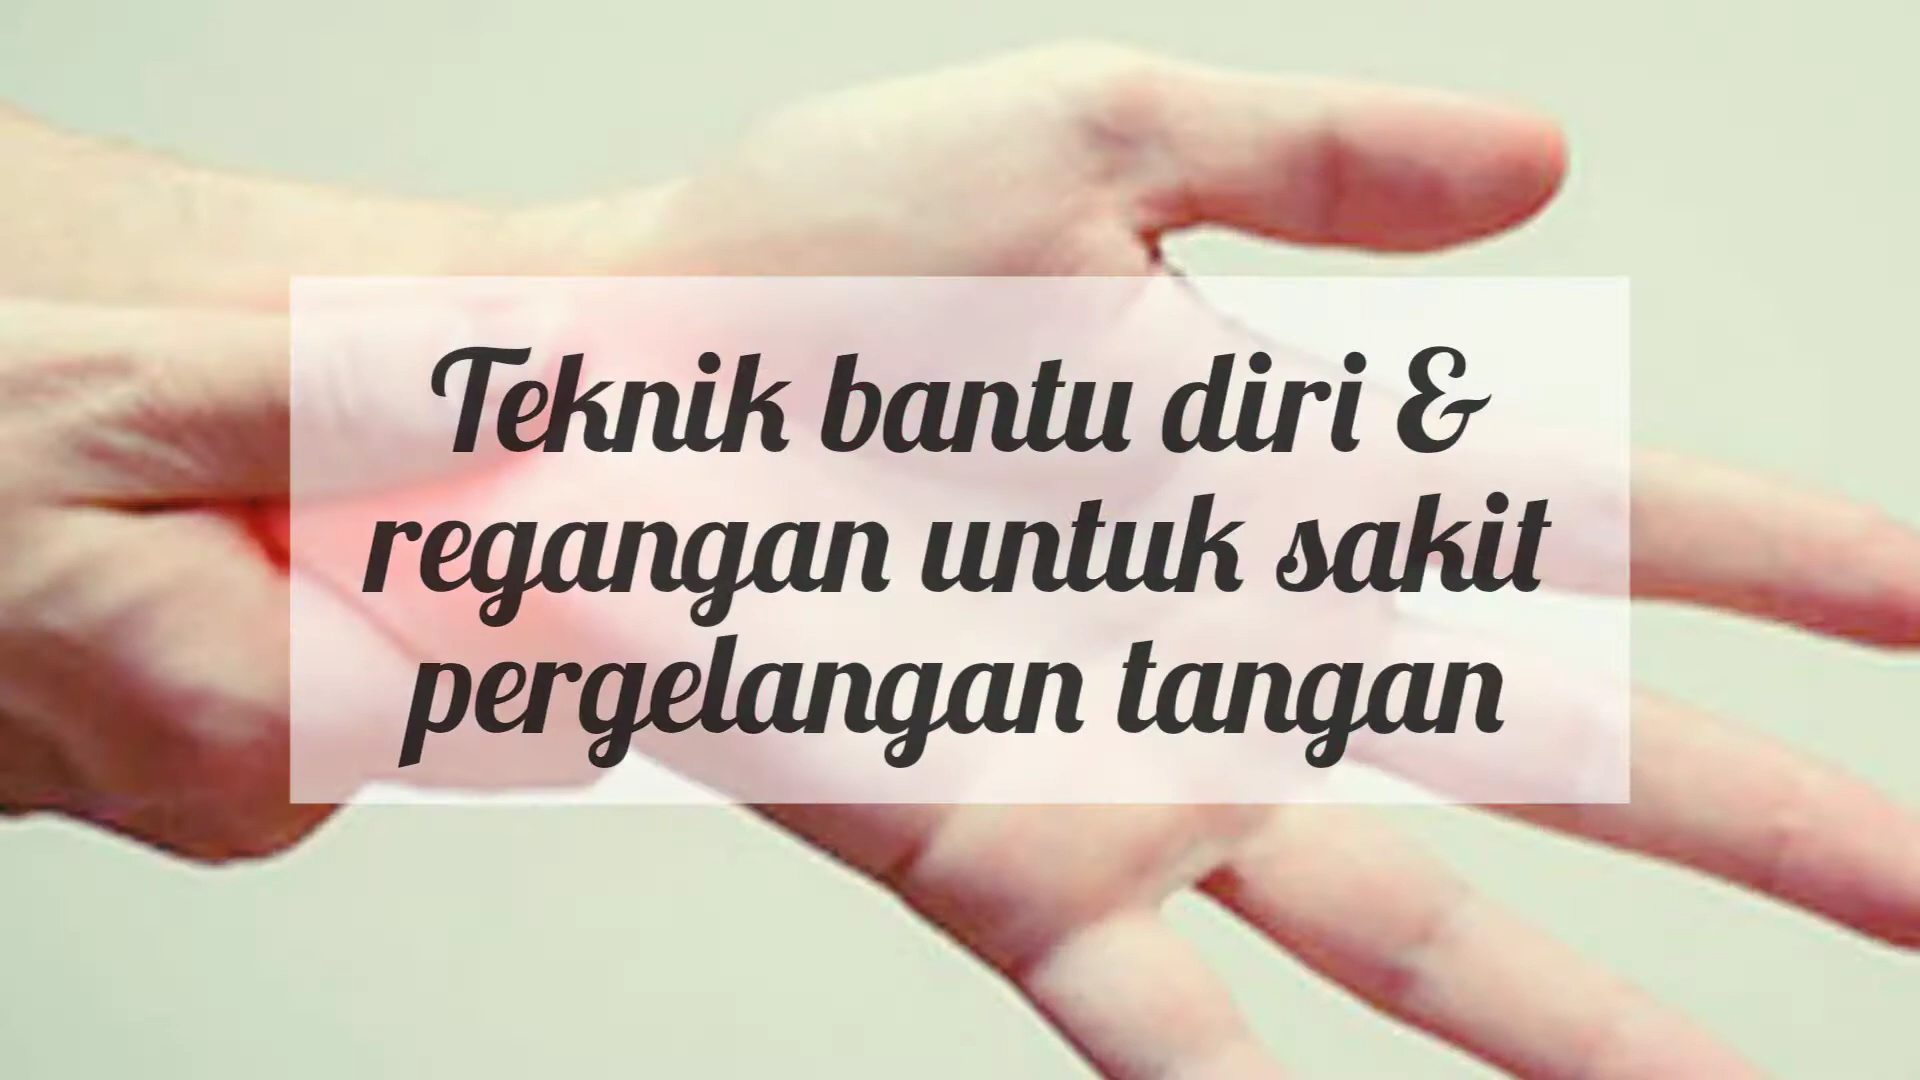 Teknik bantu diri &
regangan untuk sakit
pergelangan tangan